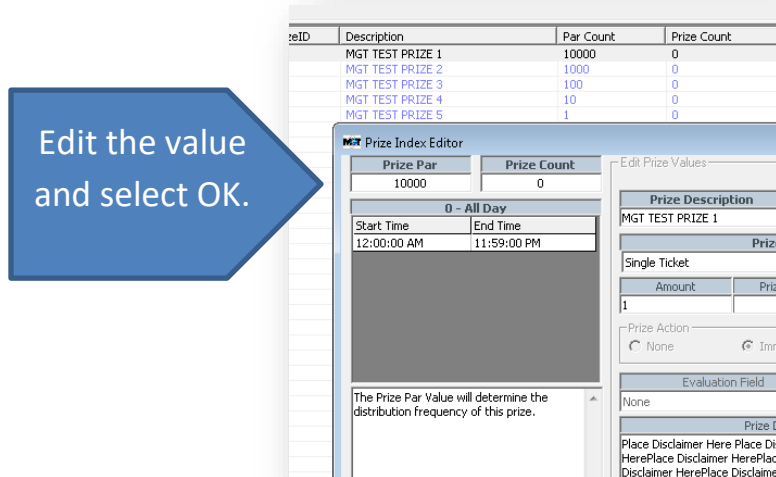 Edit the value
and select OK.
zeID Description Par Count Prize Count
MGT TEST PRIZE 1 10000 0
MGT TEST PRIZE 2 1000 0
MGT TEST PRIZE 3 100 0
MGT TEST PRIZE 4 10 0
MGT TEST PRIZE 5 1 0
MGT Prize Index Editor
Prize Par Prize Count
10000 0
0 - All Day
Start Time End Time
12:00:00 AM 11:59:00 PM
The Prize Par Value will determine the
distribution frequency of this prize.
Edit Prize Values
Prize Description
MGT TEST PRIZE 1
Priz
Single Ticket
Amount Priz
1
Prize Action
None Imm
Evaluation Field
None
Prize D
Place Disclaimer Here Place Dis
HerePlace Disclaimer HerePlac
Disclaimer HerePlace Disclaime